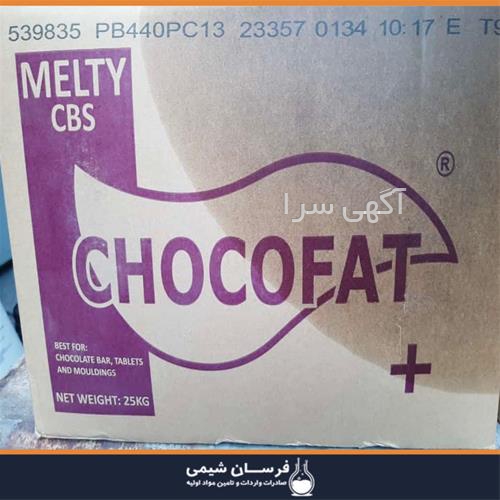 539835 PB440PC13 23357 0134 10:17 E T9
MELTY
CBS
®
آگهی سرا
CHOCOFAT
+
BEST FOR:
CHOCOLATE BAR, TABLETS
AND MOULDINGS
NET WEIGHT: 25KG
فرسان شیمی
صادرات واردات و تامین مواد اولیه